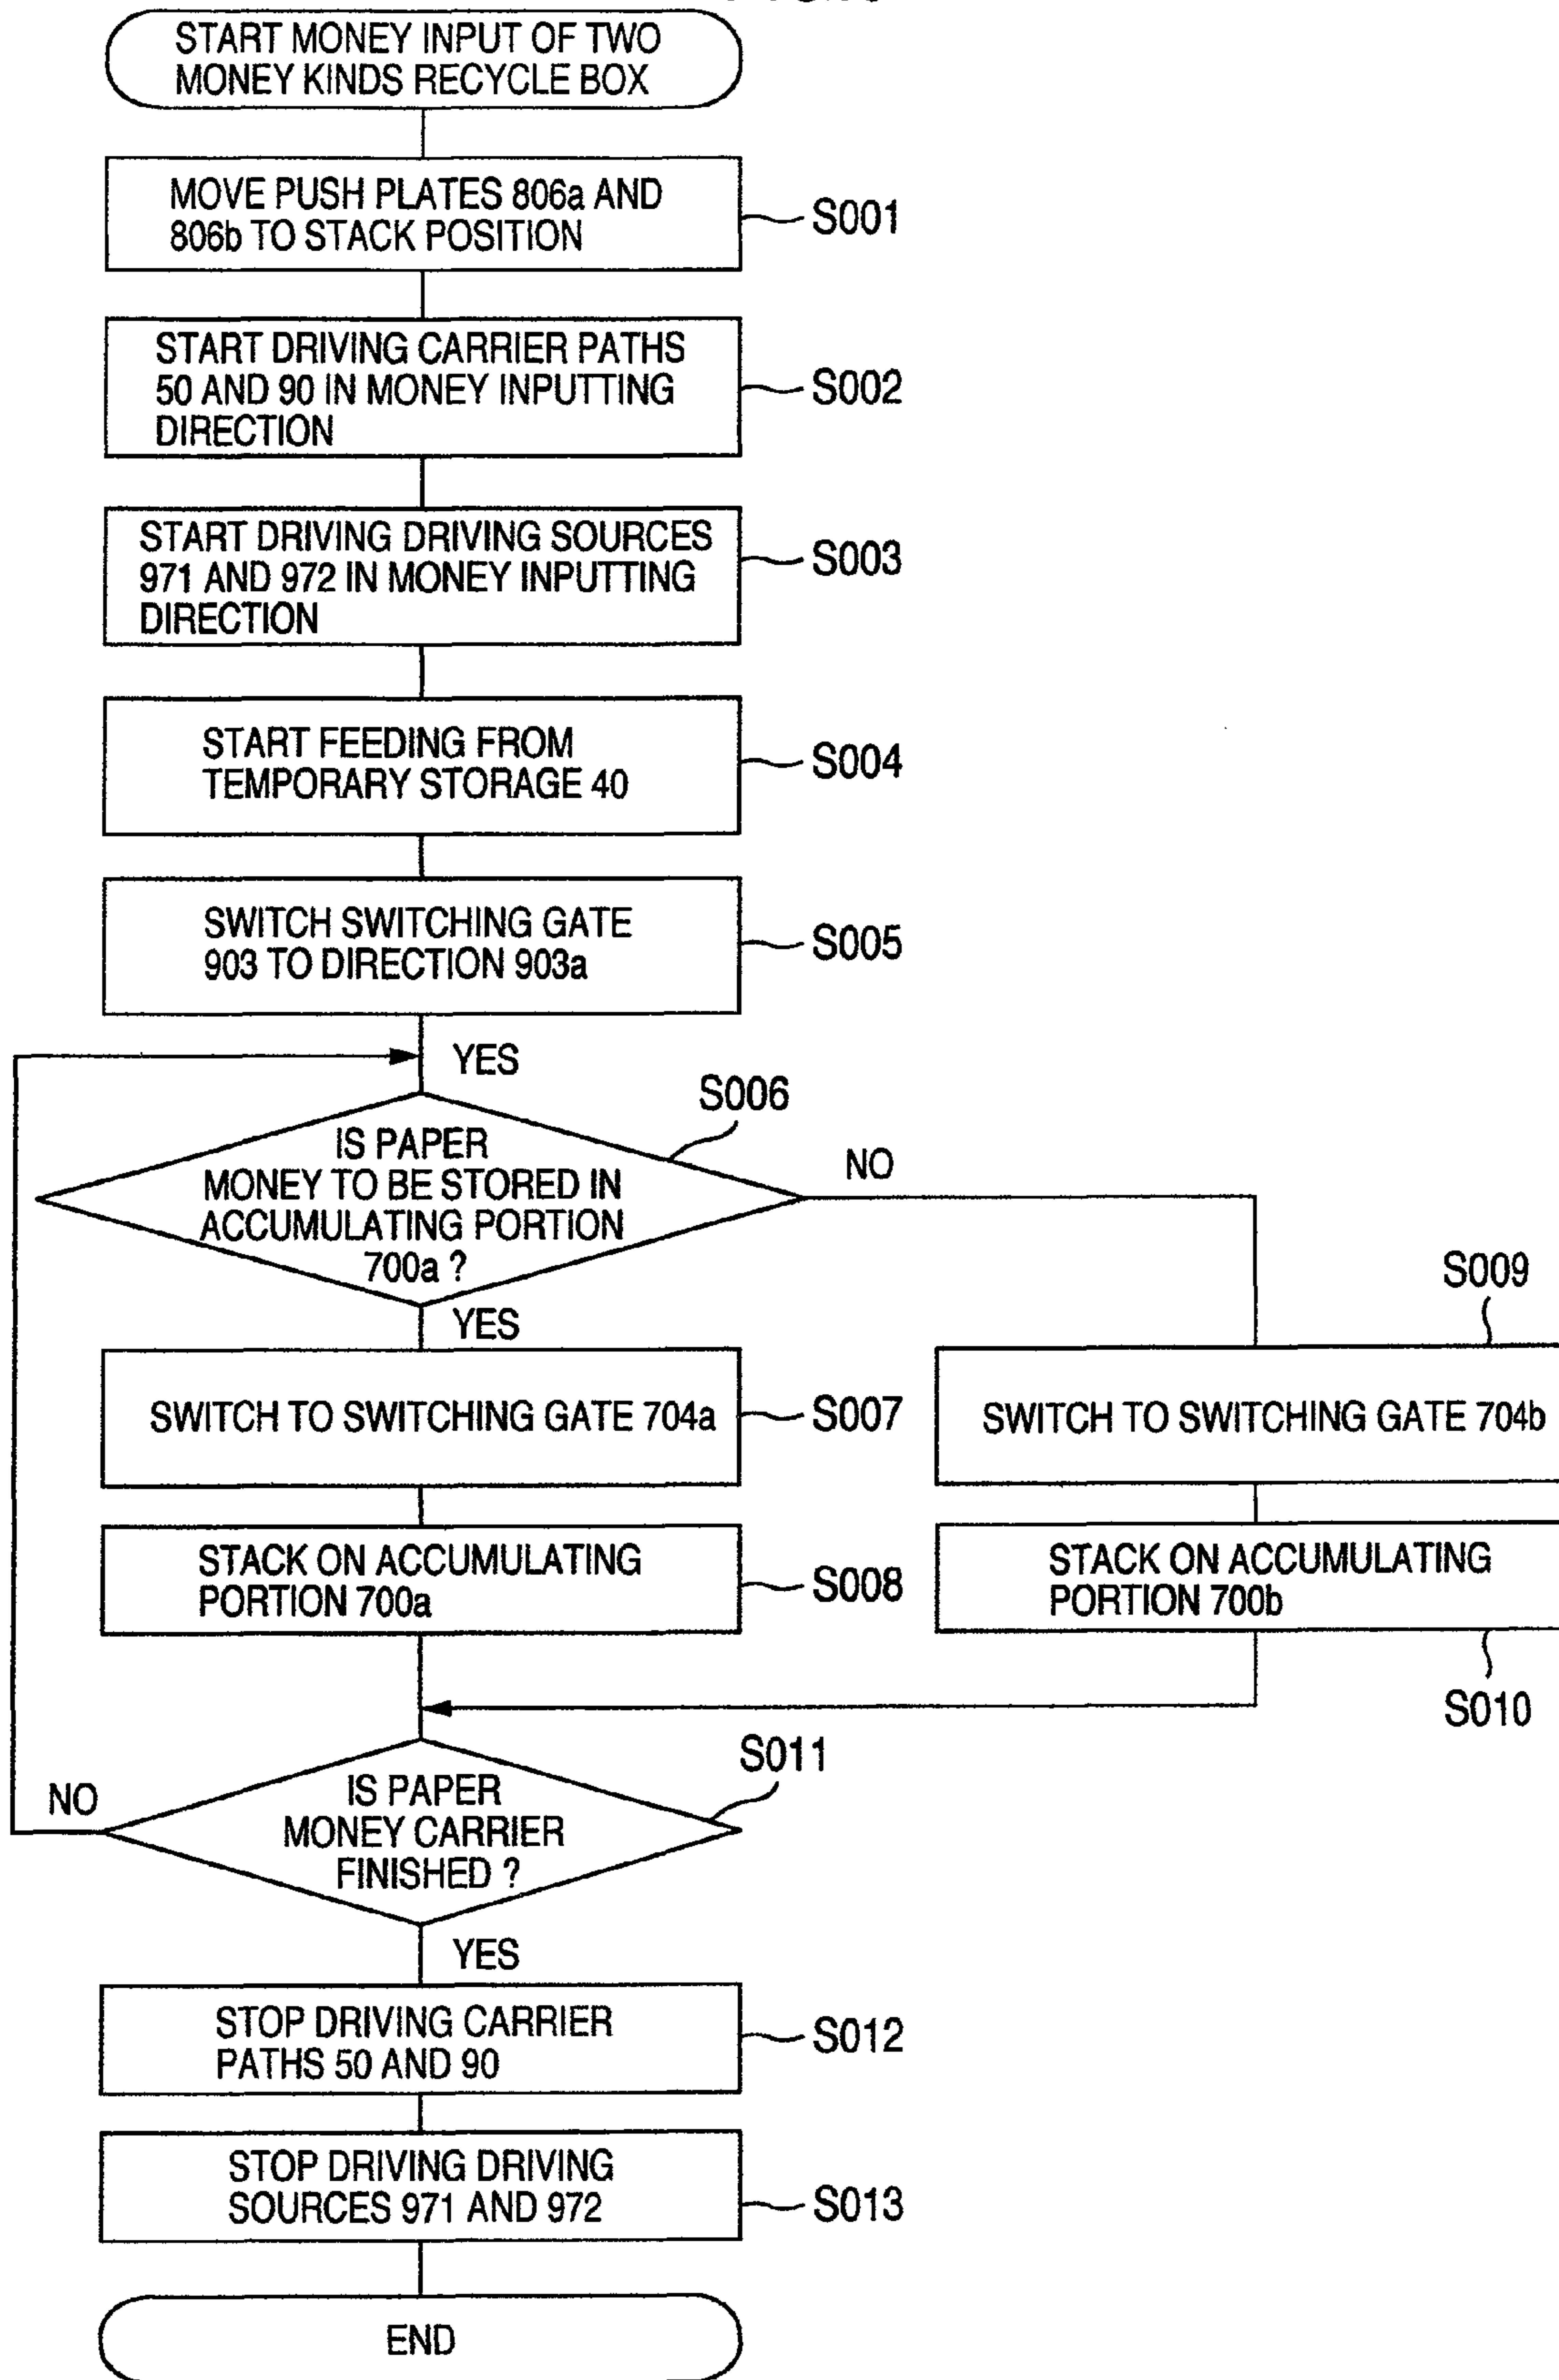 START MONEY INPUT OF TWO
MONEY KINDS RECYCLE BOX
MOVE PUSH PLATES 806a AND
806b TO STACK POSITION
S001
START DRIVING CARRIER PATHS
50 AND 90 IN MONEY INPUTTING
DIRECTION
S002
START DRIVING DRIVING SOURCES
971 AND 972 IN MONEY INPUTTING
DIRECTION
S003
START FEEDING FROM
TEMPORARY STORAGE 40
S004
SWITCH SWITCHING GATE
903 TO DIRECTION 903a
S005
YES
S006
IS PAPER
MONEY TO BE STORED IN
ACCUMULATING PORTION
700a ?
NO
YES
S009
SWITCH TO SWITCHING GATE 704a
S007
SWITCH TO SWITCHING GATE 704b
STACK ON ACCUMULATING
PORTION 700a
S008
STACK ON ACCUMULATING
PORTION 700b
S010
S011
IS PAPER
MONEY CARRIER
FINISHED ?
NO
YES
STOP DRIVING CARRIER
PATHS 50 AND 90
S012
STOP DRIVING DRIVING
SOURCES 971 AND 972
S013
END